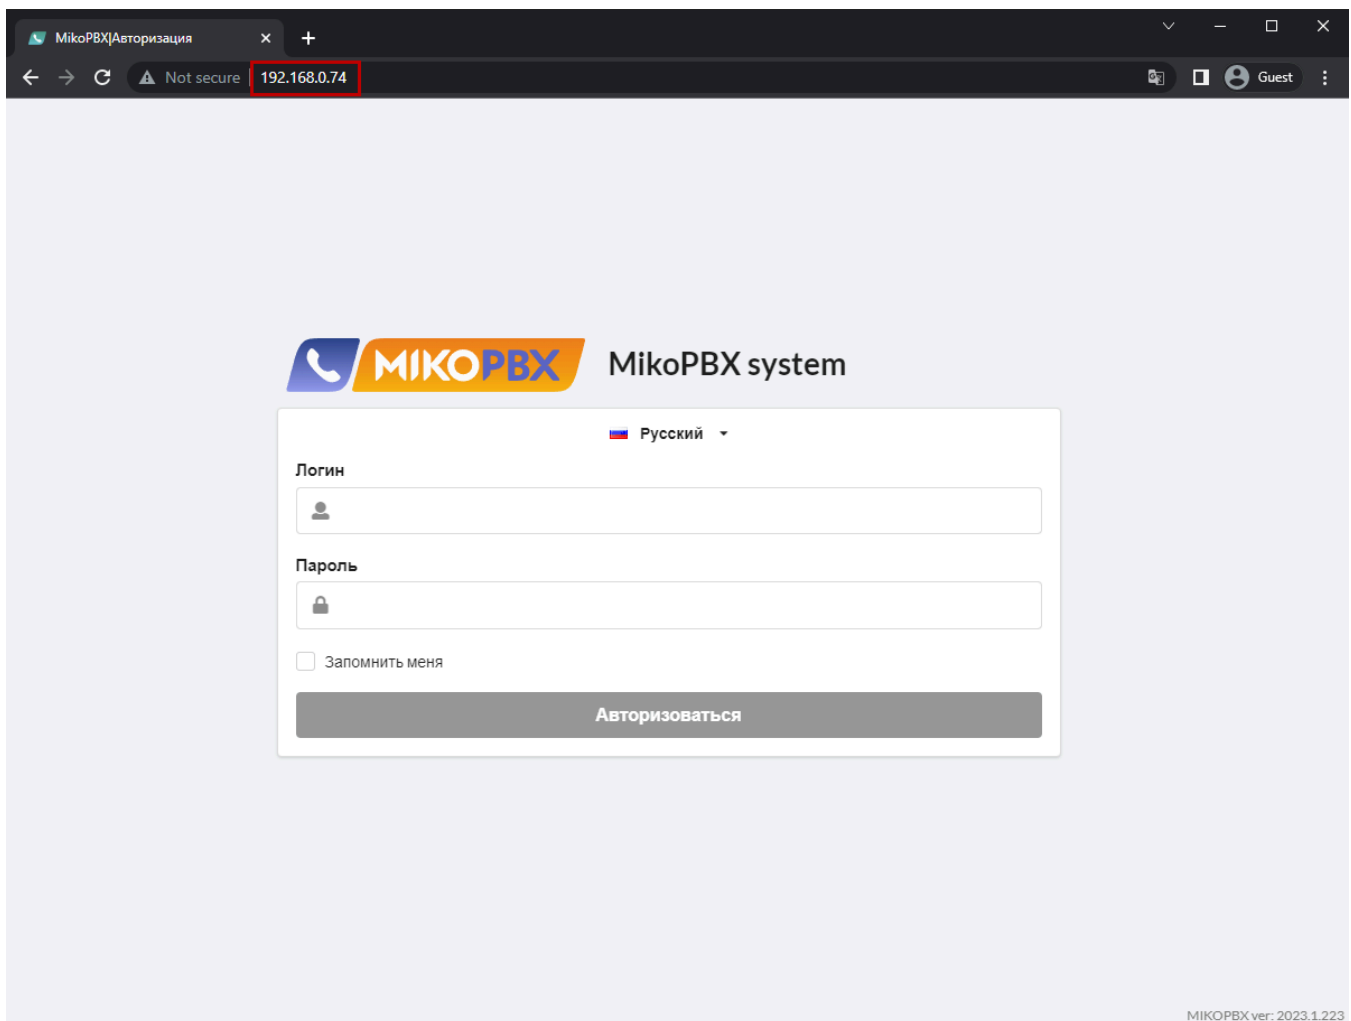 MikoPBX|Авторизация
Not secure 192.168.0.74
Guest
MIKOPBX MikoPBX system
Русский
Логин
Пароль
Запомнить меня
Авторизоваться
MIKOPBX ver: 2023.1.223